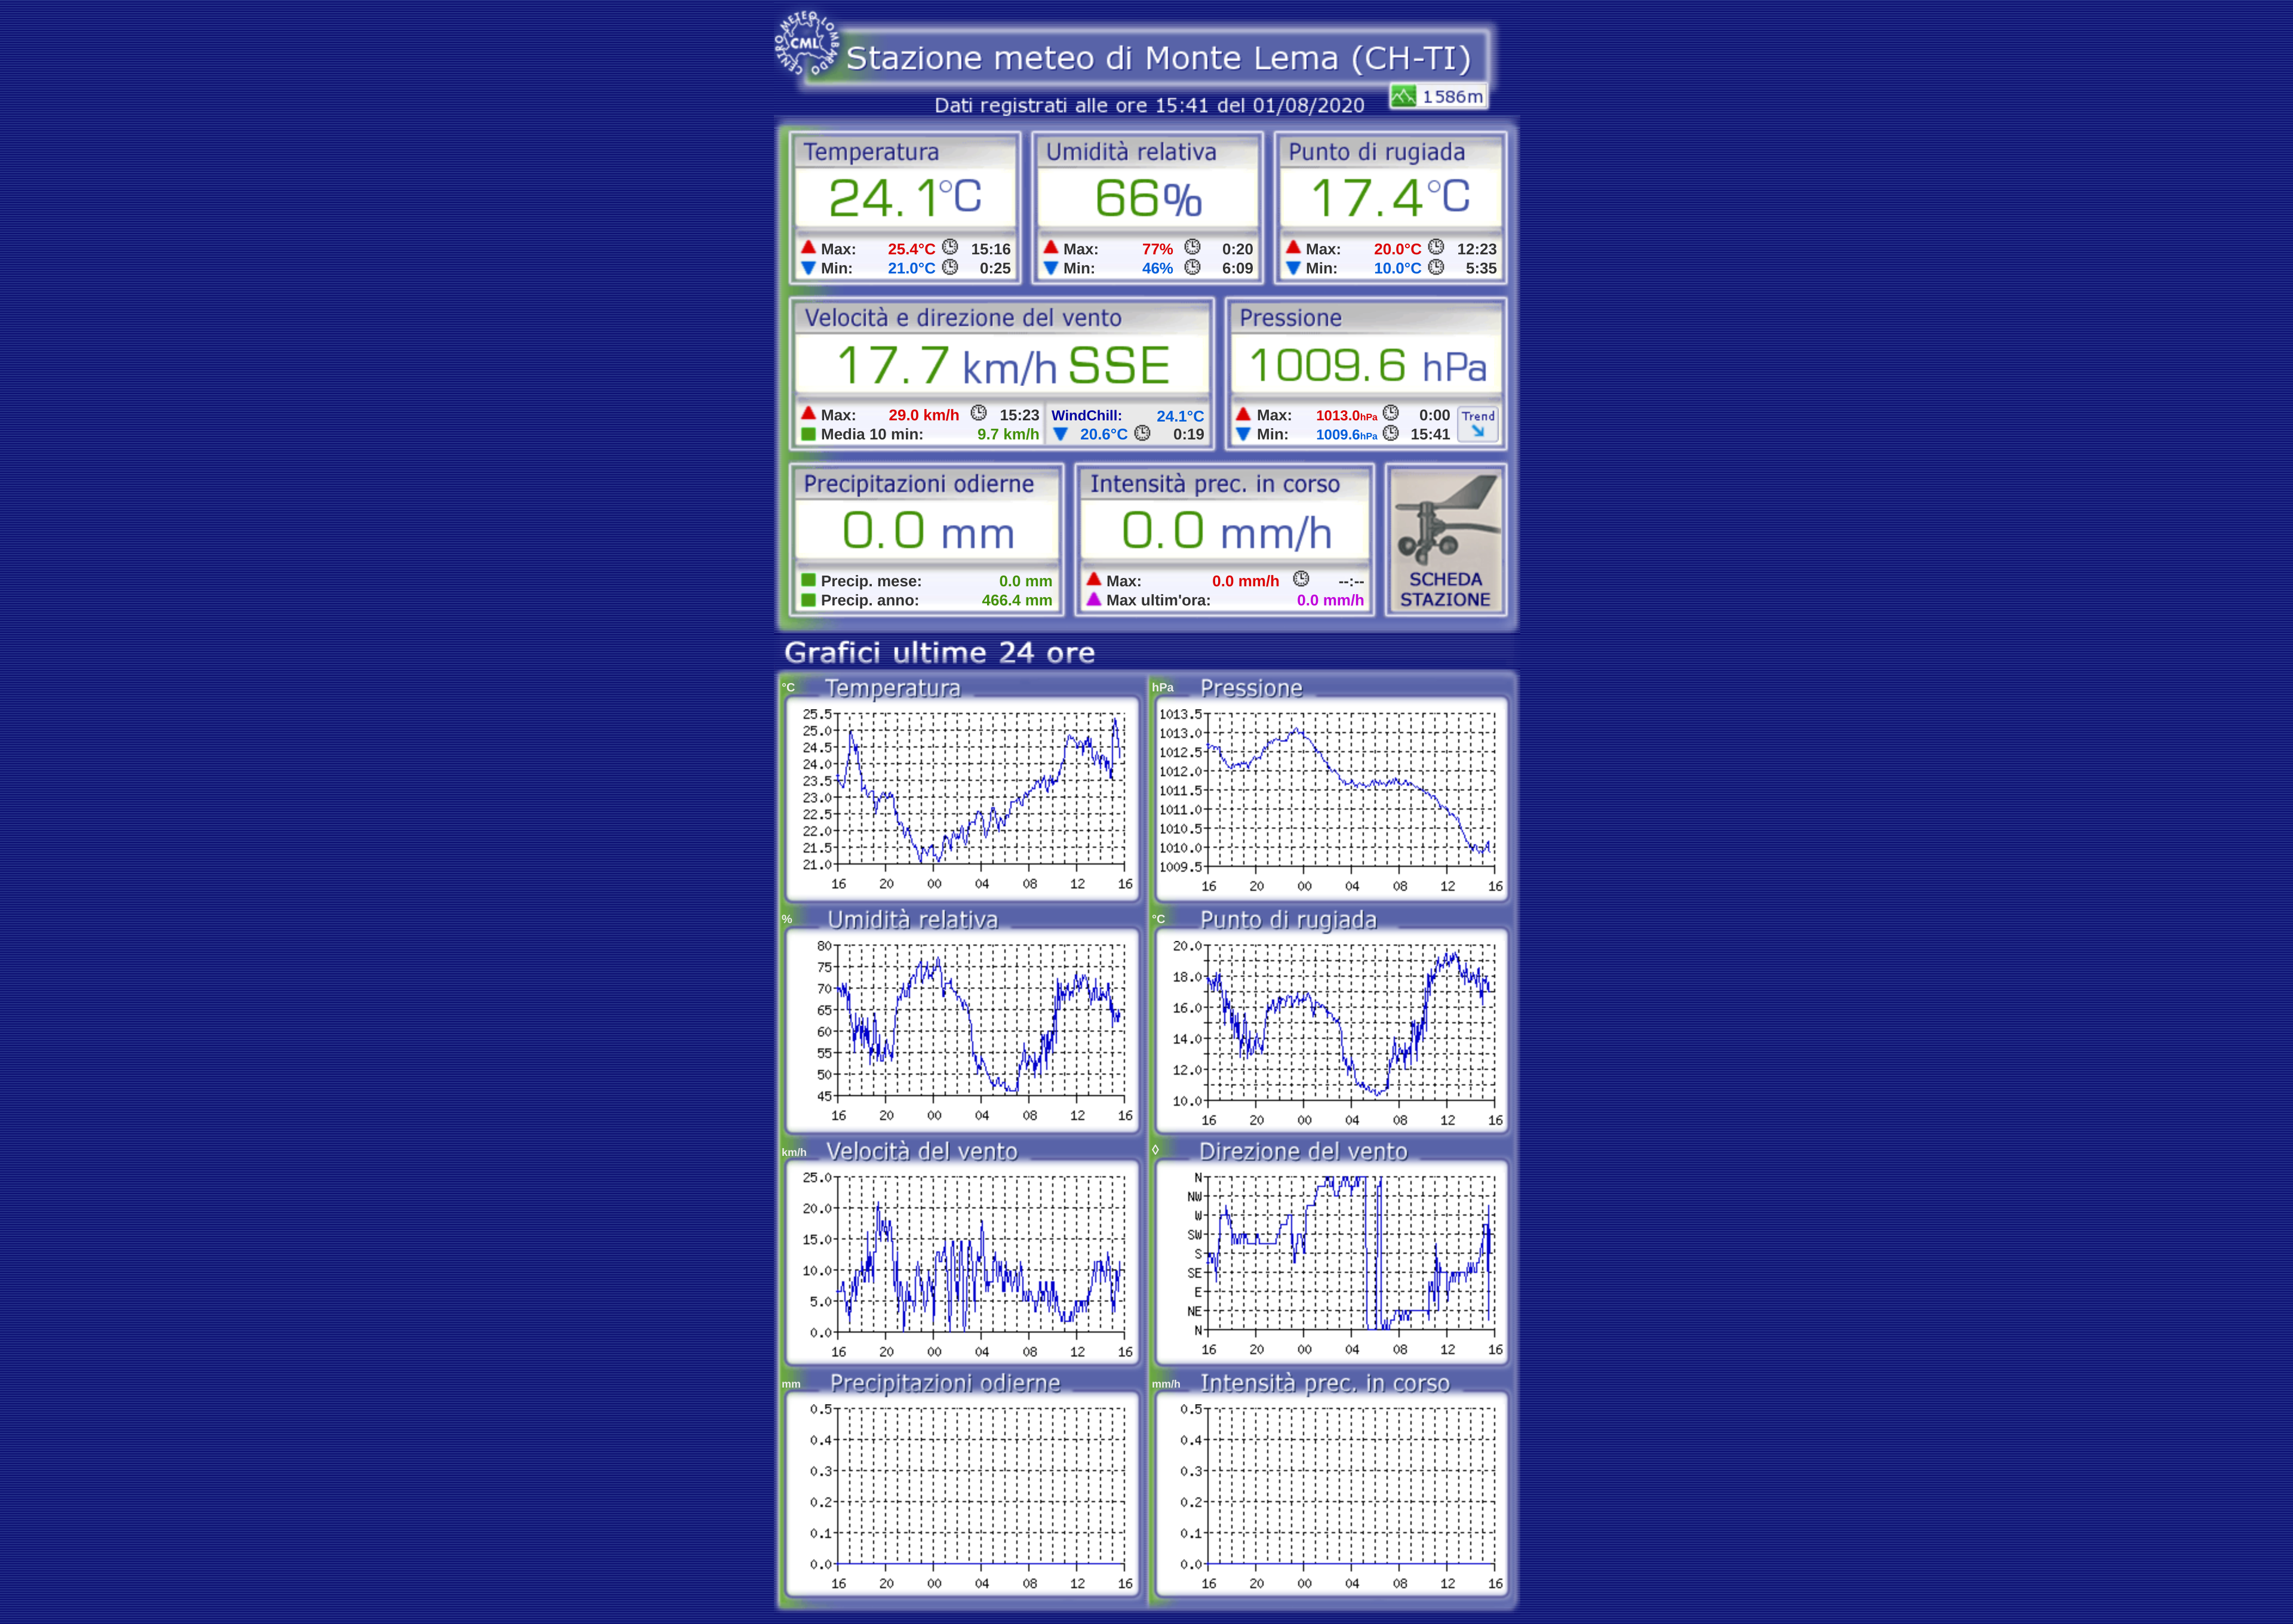 CENTRO METEO LOMBARDO
CML
Stazione meteo di Monte Lema (CH-TI)
1586m
Dati registrati alle ore 15:41 del 01/08/2020
Temperatura
24.1°C
Max: 25.4°C 15:16
Min: 21.0°C 0:25
Umidità relativa
66%
Max: 77% 0:20
Min: 46% 6:09
Punto di rugiada
17.4°C
Max: 20.0°C 12:23
Min: 10.0°C 5:35
Velocità e direzione del vento
17.7 km/h SSE
Max: 29.0 km/h 15:23
Media 10 min: 9.7 km/h
WindChill: 24.1°C
20.6°C 0:19
Pressione
1009.6 hPa
Max: 1013.0hPa 0:00
Min: 1009.6hPa 15:41
Trend
Precipitazioni odierne
0.0 mm
Precip. mese: 0.0 mm
Precip. anno: 466.4 mm
Intensità prec. in corso
0.0 mm/h
Max: 0.0 mm/h --:--
Max ultim'ora: 0.0 mm/h
SCHEDA
STAZIONE
Grafici ultime 24 ore
°C Temperatura
25.5
25.0
24.5
24.0
23.5
23.0
22.5
22.0
21.5
21.0
16 20 00 04 08 12 16
hPa Pressione
1013.5
1013.0
1012.5
1012.0
1011.5
1011.0
1010.5
1010.0
1009.5
16 20 00 04 08 12 16
% Umidità relativa
80
75
70
65
60
55
50
45
16 20 00 04 08 12 16
°C Punto di rugiada
20.0
18.0
16.0
14.0
12.0
10.0
16 20 00 04 08 12 16
km/h Velocità del vento
25.0
20.0
15.0
10.0
5.0
0.0
16 20 00 04 08 12 16
◊ Direzione del vento
N
NW
W
SW
S
SE
E
NE
N
16 20 00 04 08 12 16
mm Precipitazioni odierne
0.5
0.4
0.3
0.2
0.1
0.0
16 20 00 04 08 12 16
mm/h Intensità prec. in corso
0.5
0.4
0.3
0.2
0.1
0.0
16 20 00 04 08 12 16